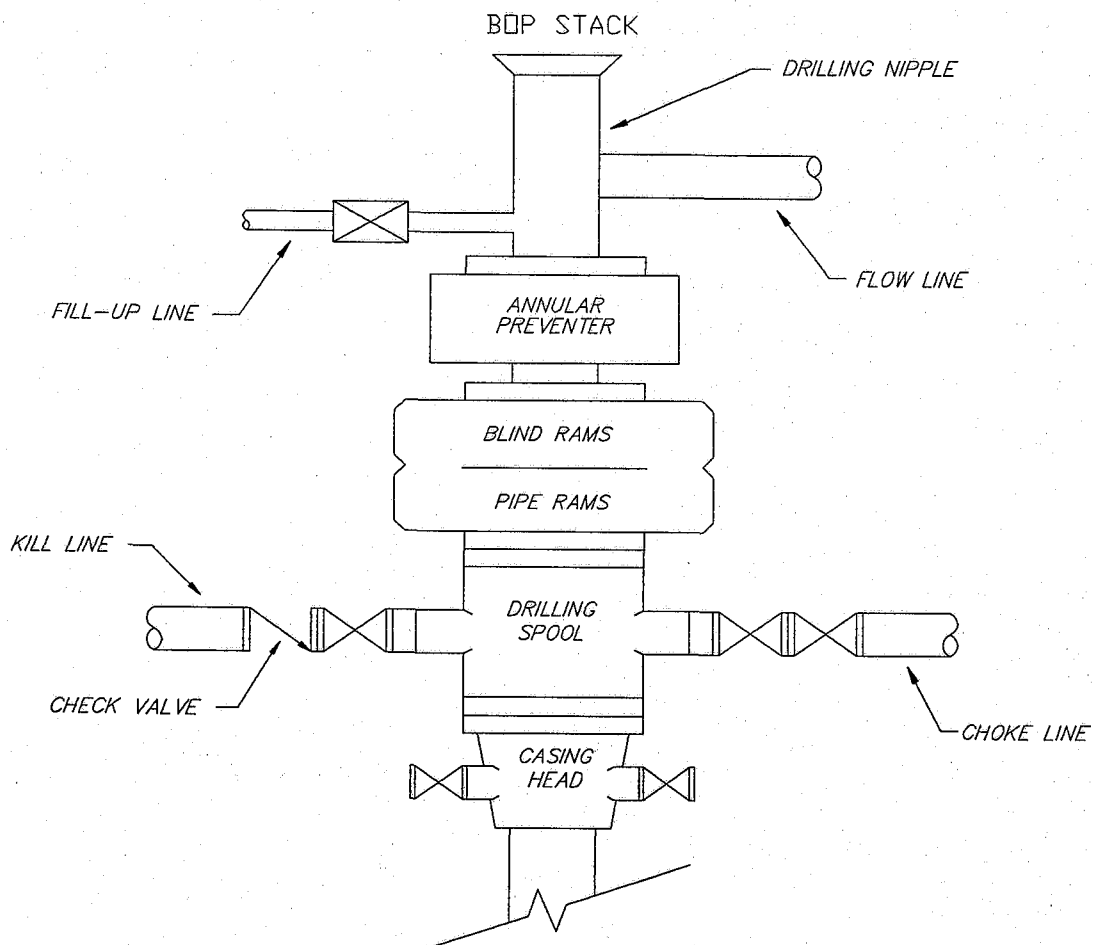 BOP STACK
DRILLING NIPPLE
FLOW LINE
FILL-UP LINE
ANNULAR
PREVENTER
BLIND RAMS
PIPE RAMS
KILL LINE
DRILLING
SPOOL
CHECK VALVE
CHOKE LINE
CASING
HEAD